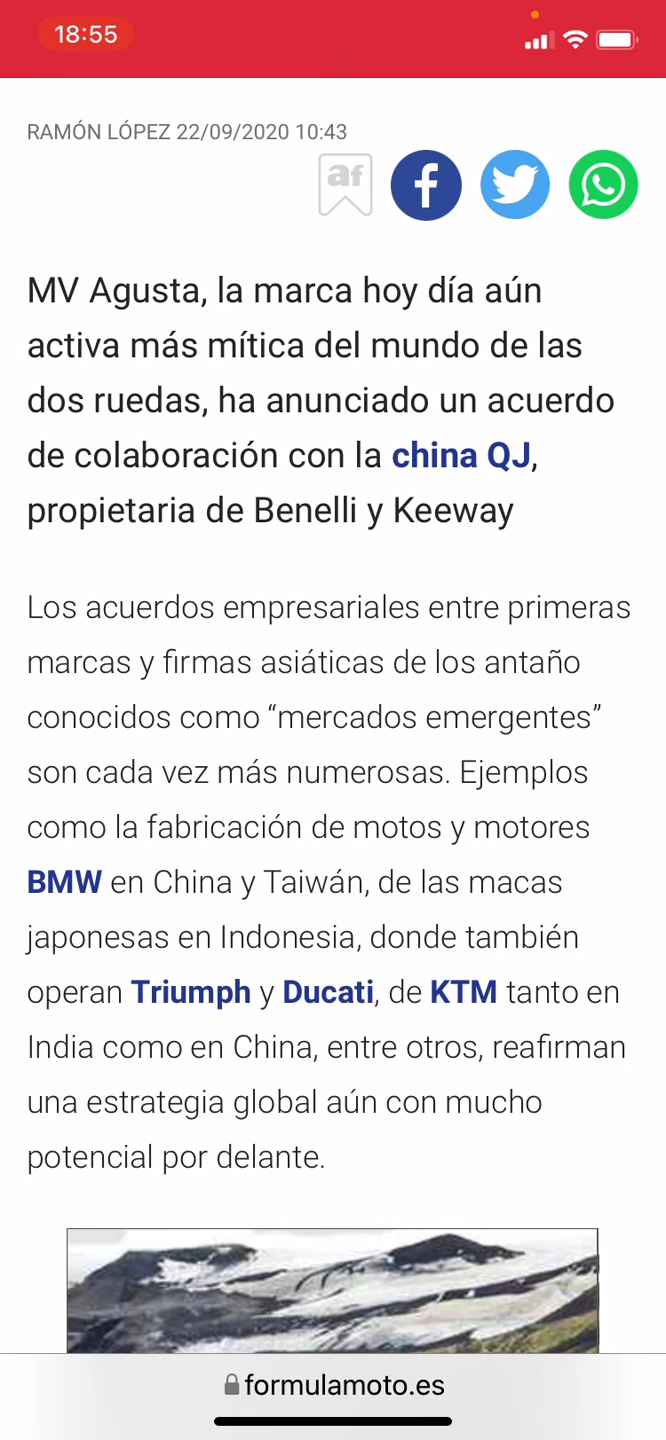 18:55
RAMÓN LÓPEZ 22/09/2020 10:43
af
MV Agusta, la marca hoy día aún
activa más mítica del mundo de las
dos ruedas, ha anunciado un acuerdo
de colaboración con la china QJ,
propietaria de Benelli y Keeway
Los acuerdos empresariales entre primeras
marcas y firmas asiáticas de los antaño
conocidos como “mercados emergentes”
son cada vez más numerosas. Ejemplos
como la fabricación de motos y motores
BMW en China y Taiwán, de las macas
japonesas en Indonesia, donde también
operan Triumph y Ducati, de KTM tanto en
India como en China, entre otros, reafirman
una estrategia global aún con mucho
potencial por delante.
formulamoto.es